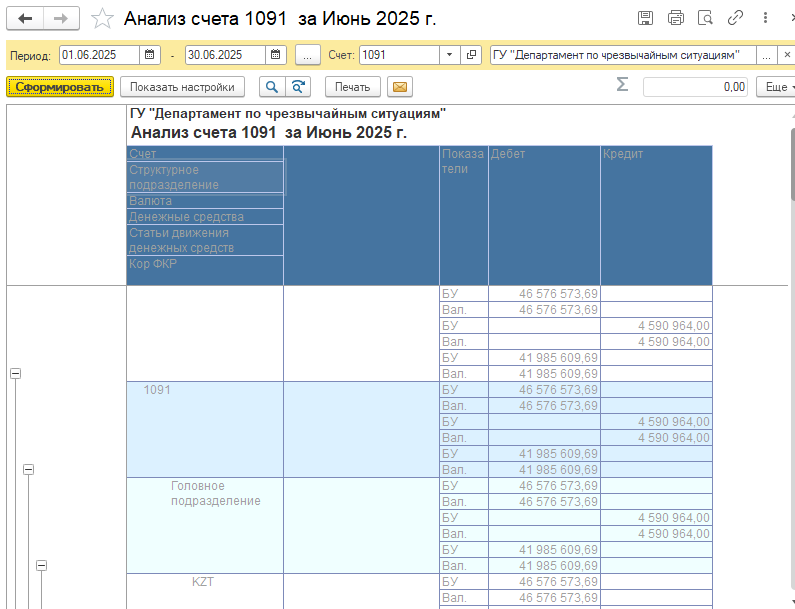 Анализ счета 1091 за Июнь 2025 г.
Период: 01.06.2025 - 30.06.2025 ... Счет: 1091 ГУ "Департамент по чрезвычайным ситуациям" ...
Сформировать Показать настройки Печать Σ 0,00 Еще
ГУ "Департамент по чрезвычайным ситуациям"
Анализ счета 1091 за Июнь 2025 г.
Счет Показа Дебет Кредит
Структурное тели
подразделение
Валюта
Денежные средства
Статьи движения
денежных средств
Кор ФКР
БУ 46 576 573,69
Вал. 46 576 573,69
БУ 4 590 964,00
Вал. 4 590 964,00
БУ 41 985 609,69
Вал. 41 985 609,69
1091 БУ 46 576 573,69
Вал. 46 576 573,69
БУ 4 590 964,00
Вал. 4 590 964,00
БУ 41 985 609,69
Вал. 41 985 609,69
Головное БУ 46 576 573,69
подразделение Вал. 46 576 573,69
БУ 4 590 964,00
Вал. 4 590 964,00
БУ 41 985 609,69
Вал. 41 985 609,69
KZT БУ 46 576 573,69
Вал. 46 576 573,69